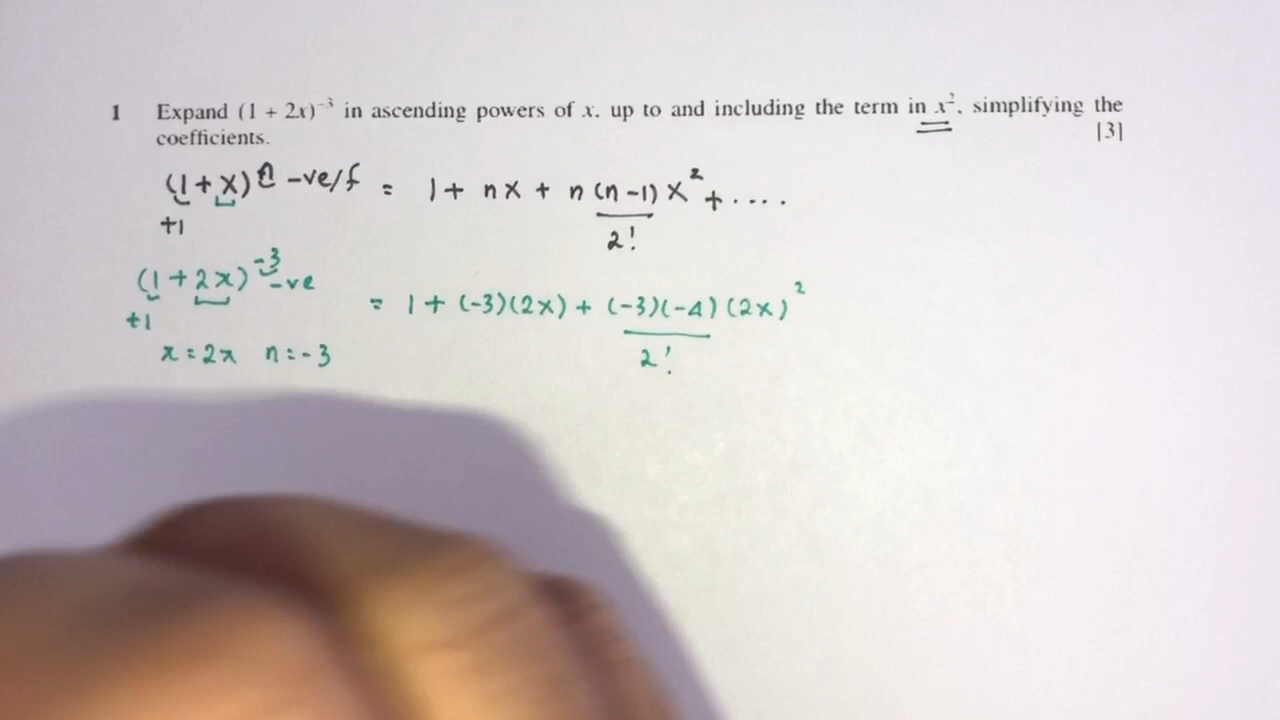 1 Expand (1 + 2x)⁻³ in ascending powers of x, up to and including the term in x², simplifying the
coefficients. [3]
(1+x)ⁿ -ve/f = 1 + nx + n(n-1)/2! x² + ....
+1
(1+2x)⁻³ -ve = 1 + (-3)(2x) + (-3)(-4)/2! (2x)²
+1
x = 2x n = -3